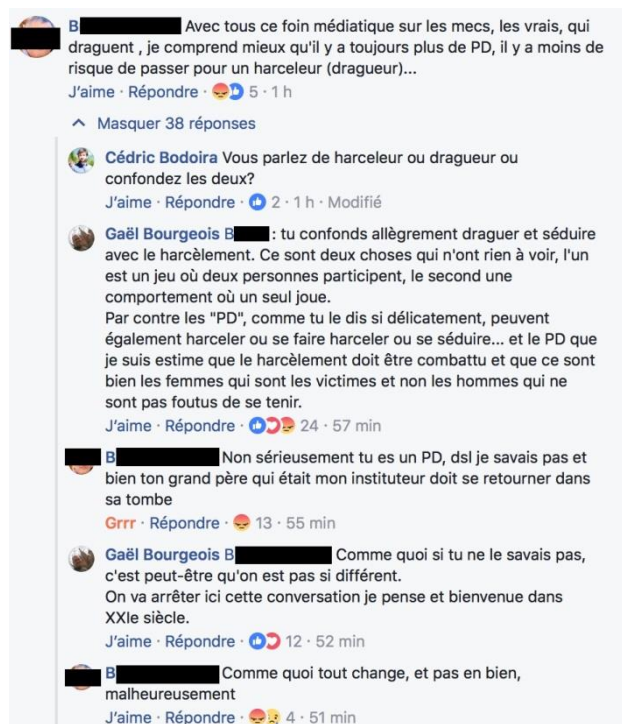 B Avec tous ce foin médiatique sur les mecs, les vrais, qui
draguent , je comprend mieux qu'il y a toujours plus de PD, il y a moins de
risque de passer pour un harceleur (dragueur)...
J'aime · Répondre · 5 · 1 h
Masquer 38 réponses
Cédric Bodoira Vous parlez de harceleur ou dragueur ou
confondez les deux?
J'aime · Répondre · 2 · 1 h · Modifié
Gaël Bourgeois B : tu confonds allègrement draguer et séduire
avec le harcèlement. Ce sont deux choses qui n'ont rien à voir, l'un
est un jeu où deux personnes participent, le second une
comportement où un seul joue.
Par contre les "PD", comme tu le dis si délicatement, peuvent
également harceler ou se faire harceler ou se séduire... et le PD que
je suis estime que le harcèlement doit être combattu et que ce sont
bien les femmes qui sont les victimes et non les hommes qui ne
sont pas foutus de se tenir.
J'aime · Répondre · 24 · 57 min
B Non sérieusement tu es un PD, dsl je savais pas et
bien ton grand père qui était mon instituteur doit se retourner dans
sa tombe
Grrr · Répondre · 13 · 55 min
Gaël Bourgeois B Comme quoi si tu ne le savais pas,
c'est peut-être qu'on est pas si différent.
On va arrêter ici cette conversation je pense et bienvenue dans
XXIe siècle.
J'aime · Répondre · 12 · 52 min
B Comme quoi tout change, et pas en bien,
malheureusement
J'aime · Répondre · 4 · 51 min